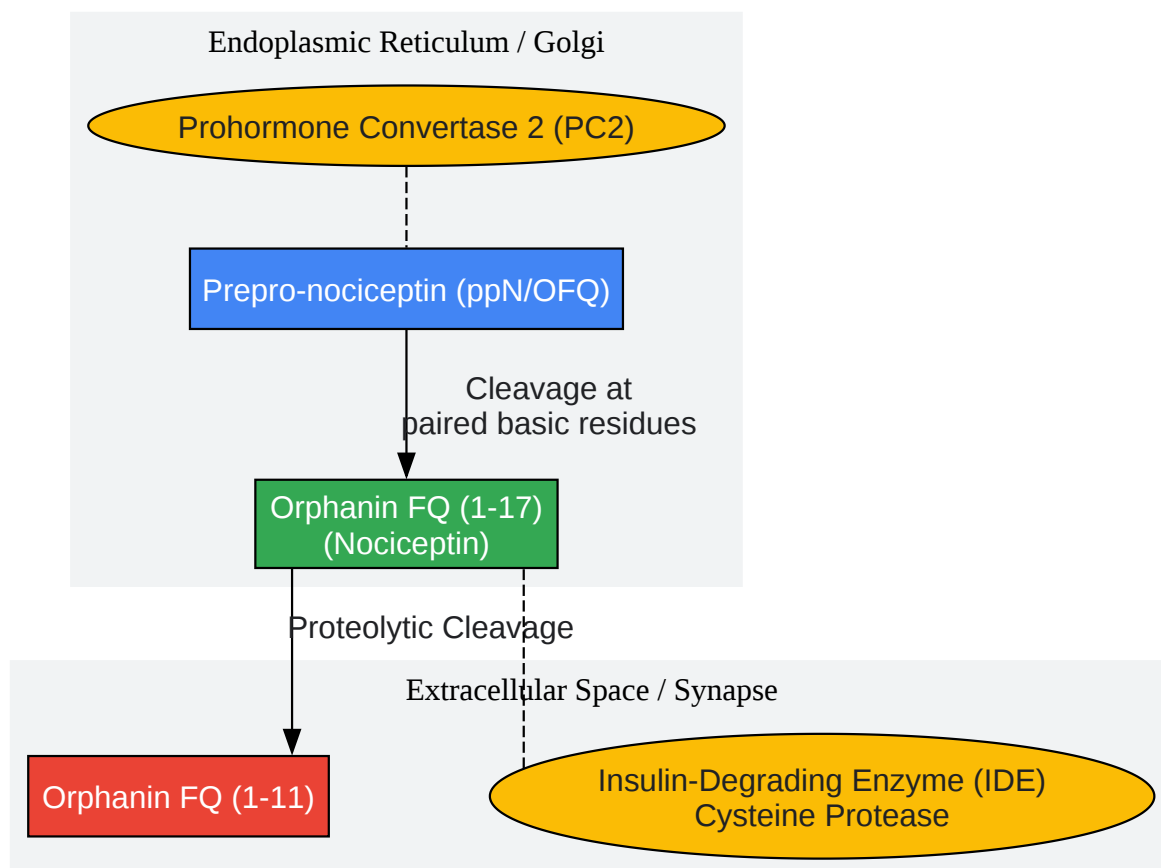 Endoplasmic Reticulum / Golgi
Prohormone Convertase 2 (PC2)
Prepro-nociceptin (ppN/OFQ)
Cleavage at
paired basic residues
Orphanin FQ (1-17)
(Nociceptin)
Proteolytic Cleavage
Extracellular Space / Synapse
Orphanin FQ (1-11)
Insulin-Degrading Enzyme (IDE)
Cysteine Protease